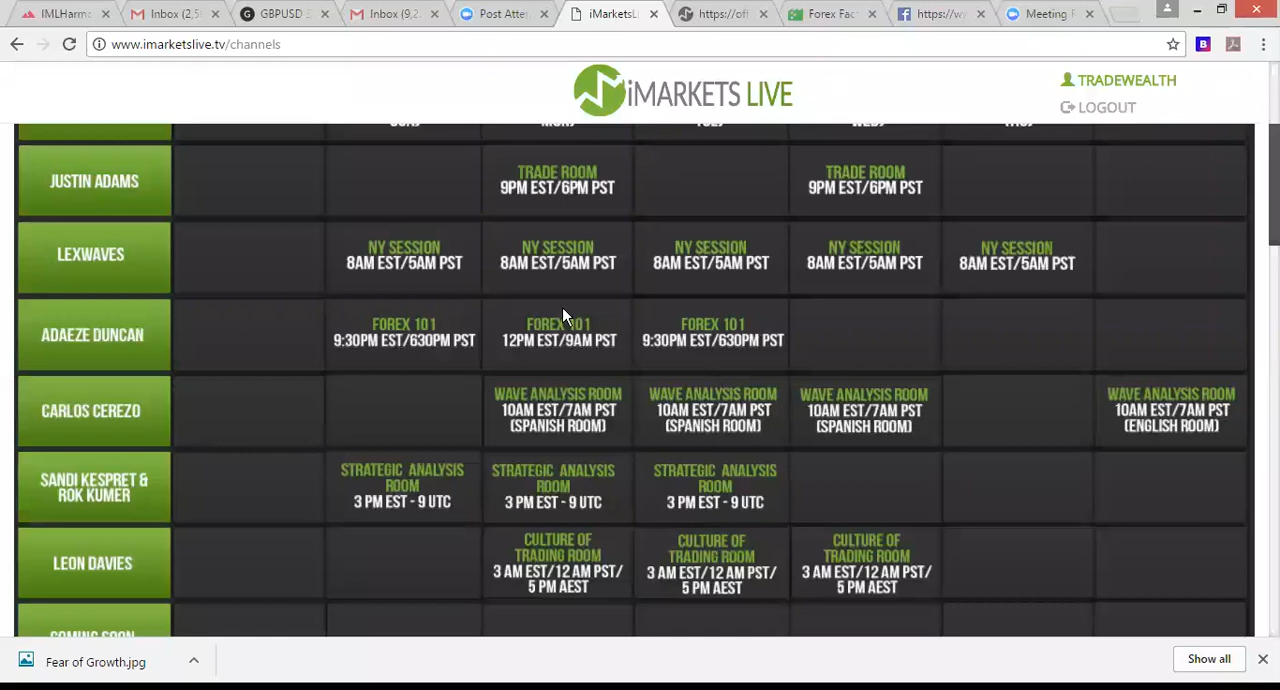 IMLHarm
Inbox (2,5
GBPUSD
Inbox (9,2
Post Atte
iMarketsL
https://of
Forex Fac
https://w
Meeting R
www.imarketslive.tv/channels
iMARKETS LIVE
TRADEWEALTH
LOGOUT
JUSTIN ADAMS
TRADE ROOM
9PM EST/6PM PST
TRADE ROOM
9PM EST/6PM PST
LEXWAVES
NY SESSION
8AM EST/5AM PST
NY SESSION
8AM EST/5AM PST
NY SESSION
8AM EST/5AM PST
NY SESSION
8AM EST/5AM PST
NY SESSION
8AM EST/5AM PST
ADAEZE DUNCAN
FOREX 101
9:30PM EST/630PM PST
FOREX 101
12PM EST/9AM PST
FOREX 101
9:30PM EST/630PM PST
CARLOS CEREZO
WAVE ANALYSIS ROOM
10AM EST/7AM PST
(SPANISH ROOM)
WAVE ANALYSIS ROOM
10AM EST/7AM PST
(SPANISH ROOM)
WAVE ANALYSIS ROOM
10AM EST/7AM PST
(SPANISH ROOM)
WAVE ANALYSIS ROOM
10AM EST/7AM PST
(ENGLISH ROOM)
SANDI KESPRET &
ROK KUMER
STRATEGIC ANALYSIS
ROOM
3 PM EST - 9 UTC
STRATEGIC ANALYSIS
ROOM
3 PM EST - 9 UTC
STRATEGIC ANALYSIS
ROOM
3 PM EST - 9 UTC
LEON DAVIES
CULTURE OF
TRADING ROOM
3 AM EST/12 AM PST/
5 PM AEST
CULTURE OF
TRADING ROOM
3 AM EST/12 AM PST/
5 PM AEST
CULTURE OF
TRADING ROOM
3 AM EST/12 AM PST/
5 PM AEST
COMING SOON
Fear of Growth.jpg
Show all